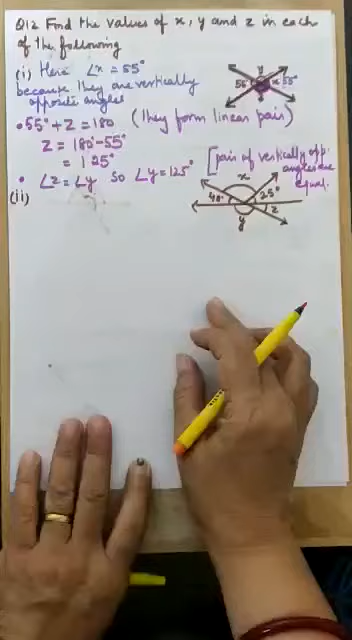 Q12 Find the values of x, y and z in each
of the following
(i) Here ∠x = 55°
because they are vertically
opposite angles
y
55° x 55°
z
• 55° + Z = 180 (They form linear pair)
Z = 180° - 55°
= 125°
• ∠Z = ∠y So ∠y = 125° [pair of vertically opp. angles are equal.
(ii)
x
40° 25°
y z